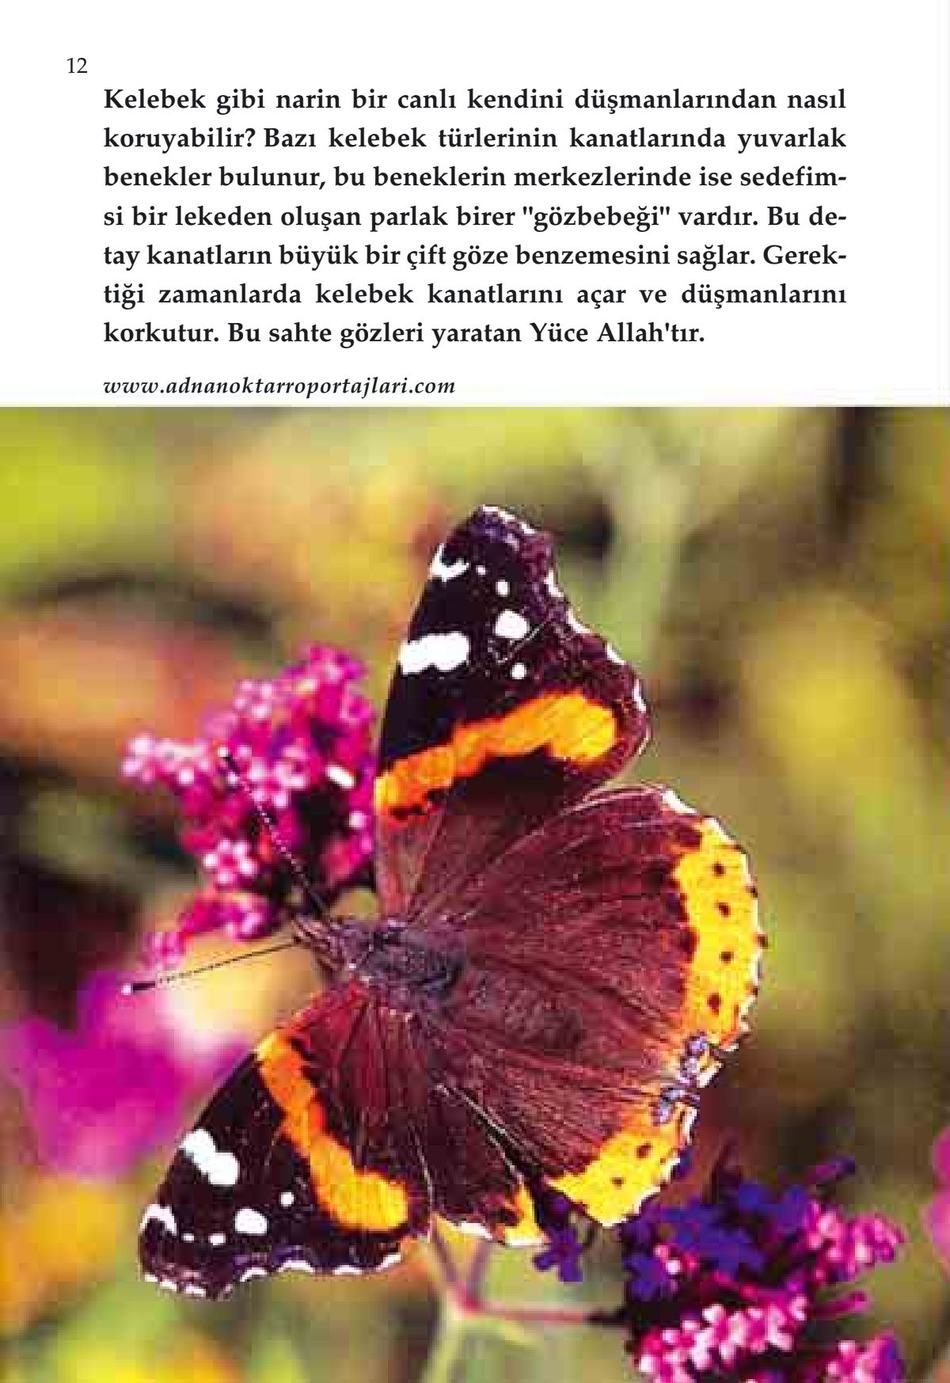 12
Kelebek gibi narin bir canlı kendini düşmanlarından nasıl
koruyabilir? Bazı kelebek türlerinin kanatlarında yuvarlak
benekler bulunur, bu beneklerin merkezlerinde ise sedefim-
si bir lekeden oluşan parlak birer "gözbebeği" vardır. Bu de-
tay kanatların büyük bir çift göze benzemesini sağlar. Gerek-
tiği zamanlarda kelebek kanatlarını açar ve düşmanlarını
korkutur. Bu sahte gözleri yaratan Yüce Allah'tır.
www.adnanoktarroportajlari.com